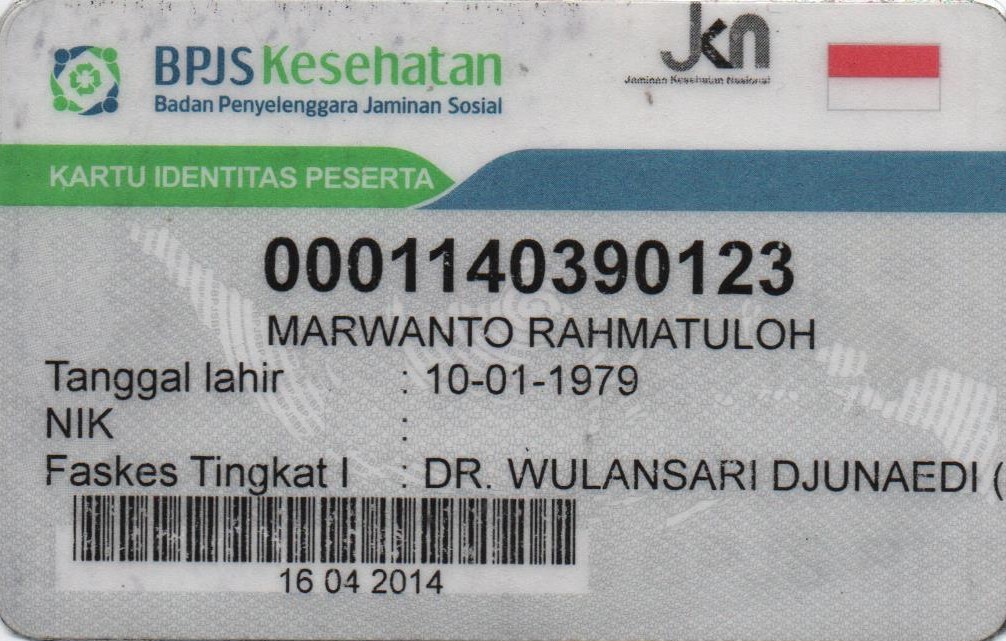 BPJS Kesehatan
Badan Penyelenggara Jaminan Sosial
JKN
Jaminan Kesehatan Nasional
KARTU IDENTITAS PESERTA
0001140390123
MARWANTO RAHMATULOH
Tanggal lahir : 10-01-1979
NIK :
Faskes Tingkat I : DR. WULANSARI DJUNAEDI (
16 04 2014